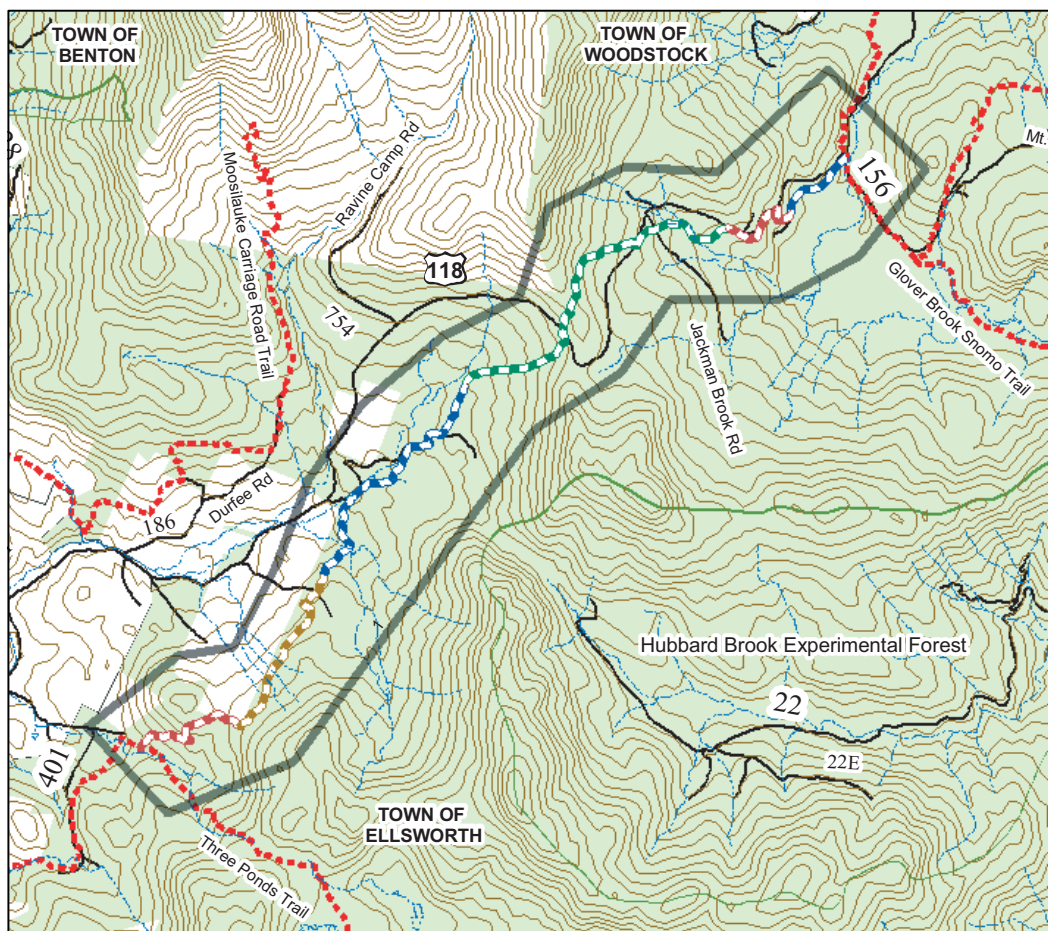 TOWN OF
BENTON
TOWN OF
WOODSTOCK
Mt.
8
Moosilauke Carriage Road Trail
Ravine Camp Rd
156
118
754
Glover Brook Snomo Trail
Jackman Brook Rd
Durfee Rd
186
Hubbard Brook Experimental Forest
22
22E
401
TOWN OF
ELLSWORTH
Three Ponds Trail